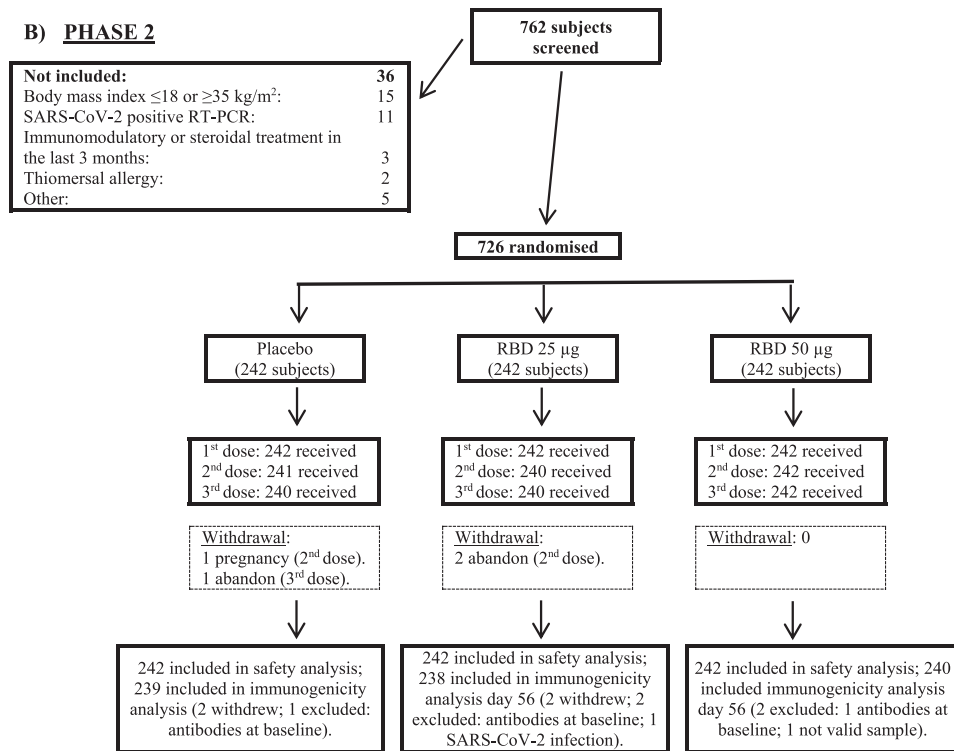 B) PHASE 2
762 subjects
screened
Not included: 36
Body mass index ≤18 or ≥35 kg/m²: 15
SARS-CoV-2 positive RT-PCR: 11
Immunomodulatory or steroidal treatment in
the last 3 months: 3
Thiomersal allergy: 2
Other: 5
726 randomised
Placebo
(242 subjects)
RBD 25 µg
(242 subjects)
RBD 50 µg
(242 subjects)
1st dose: 242 received
2nd dose: 241 received
3rd dose: 240 received
1st dose: 242 received
2nd dose: 240 received
3rd dose: 240 received
1st dose: 242 received
2nd dose: 242 received
3rd dose: 242 received
Withdrawal:
1 pregnancy (2nd dose).
1 abandon (3rd dose).
Withdrawal:
2 abandon (2nd dose).
Withdrawal: 0
242 included in safety analysis;
239 included in immunogenicity
analysis (2 withdrew; 1 excluded:
antibodies at baseline).
242 included in safety analysis;
238 included in immunogenicity
analysis day 56 (2 withdrew; 2
excluded: antibodies at baseline; 1
SARS-CoV-2 infection).
242 included in safety analysis; 240
included immunogenicity analysis
day 56 (2 excluded: 1 antibodies at
baseline; 1 not valid sample).